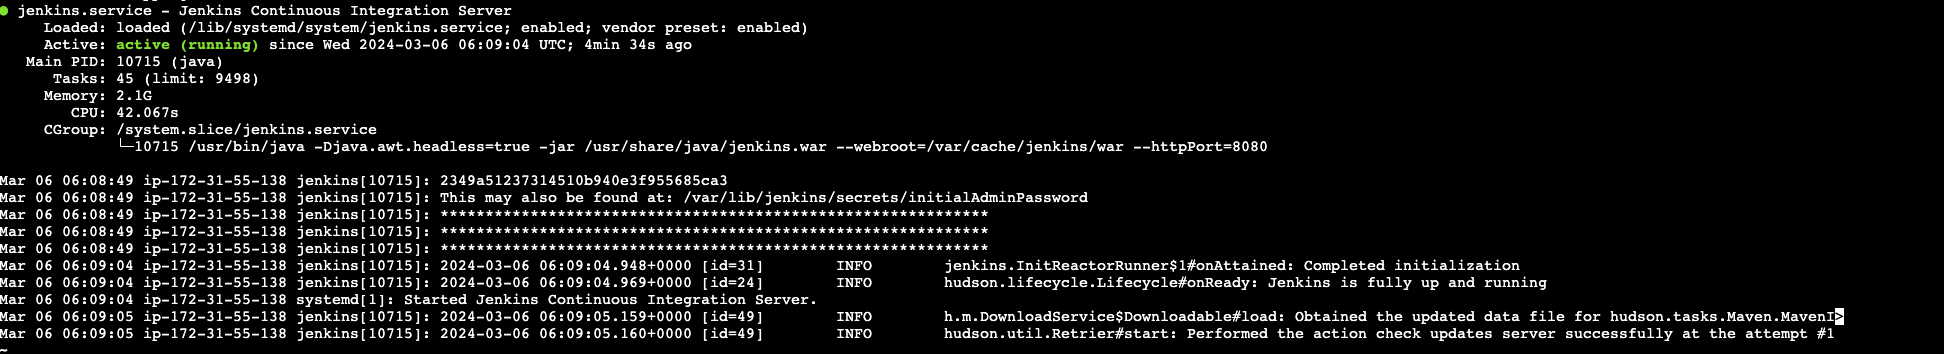 ● jenkins.service - Jenkins Continuous Integration Server
Loaded: loaded (/lib/systemd/system/jenkins.service; enabled; vendor preset: enabled)
Active: active (running) since Wed 2024-03-06 06:09:04 UTC; 4min 34s ago
Main PID: 10715 (java)
Tasks: 45 (limit: 9498)
Memory: 2.1G
CPU: 42.067s
CGroup: /system.slice/jenkins.service
└─10715 /usr/bin/java -Djava.awt.headless=true -jar /usr/share/java/jenkins.war --webroot=/var/cache/jenkins/war --httpPort=8080
Mar 06 06:08:49 ip-172-31-55-138 jenkins[10715]: 2349a51237314510b940e3f955685ca3
Mar 06 06:08:49 ip-172-31-55-138 jenkins[10715]: This may also be found at: /var/lib/jenkins/secrets/initialAdminPassword
Mar 06 06:08:49 ip-172-31-55-138 jenkins[10715]: *************************************************************
Mar 06 06:08:49 ip-172-31-55-138 jenkins[10715]: *************************************************************
Mar 06 06:08:49 ip-172-31-55-138 jenkins[10715]: *************************************************************
Mar 06 06:09:04 ip-172-31-55-138 jenkins[10715]: 2024-03-06 06:09:04.948+0000 [id=31] INFO jenkins.InitReactorRunner$1#onAttained: Completed initialization
Mar 06 06:09:04 ip-172-31-55-138 jenkins[10715]: 2024-03-06 06:09:04.969+0000 [id=24] INFO hudson.lifecycle.Lifecycle#onReady: Jenkins is fully up and running
Mar 06 06:09:04 ip-172-31-55-138 systemd[1]: Started Jenkins Continuous Integration Server.
Mar 06 06:09:05 ip-172-31-55-138 jenkins[10715]: 2024-03-06 06:09:05.159+0000 [id=49] INFO h.m.DownloadService$Downloadable#load: Obtained the updated data file for hudson.tasks.Maven.MavenI>
Mar 06 06:09:05 ip-172-31-55-138 jenkins[10715]: 2024-03-06 06:09:05.160+0000 [id=49] INFO hudson.util.Retrier#start: Performed the action check updates server successfully at the attempt #1
~